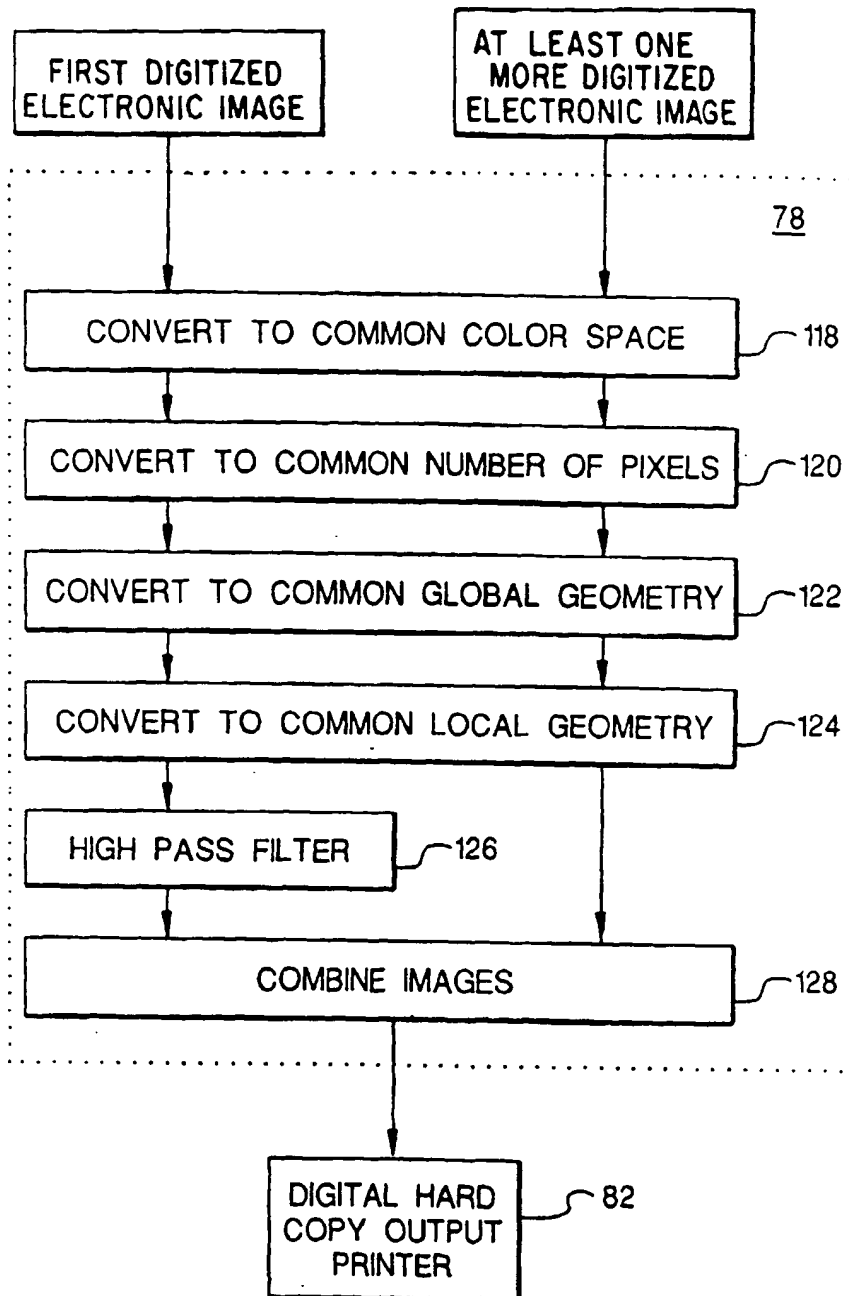 FIRST DIGITIZED
ELECTRONIC IMAGE
AT LEAST ONE
MORE DIGITIZED
ELECTRONIC IMAGE
78
CONVERT TO COMMON COLOR SPACE
118
CONVERT TO COMMON NUMBER OF PIXELS
120
CONVERT TO COMMON GLOBAL GEOMETRY
122
CONVERT TO COMMON LOCAL GEOMETRY
124
HIGH PASS FILTER
126
COMBINE IMAGES
128
DIGITAL HARD
COPY OUTPUT
PRINTER
82